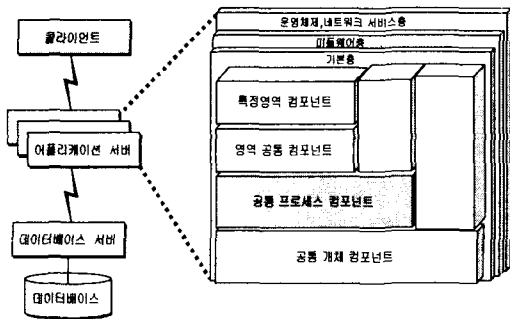 클라이언트
어플리케이션 서버
데이터베이스 서버
데이터베이스
운영체제,네트워크 서비스층
미들웨어층
기본층
특정영역 컴포넌트
영역 공통 컴포넌트
공통 프로세스 컴포넌트
공통 개체 컴포넌트